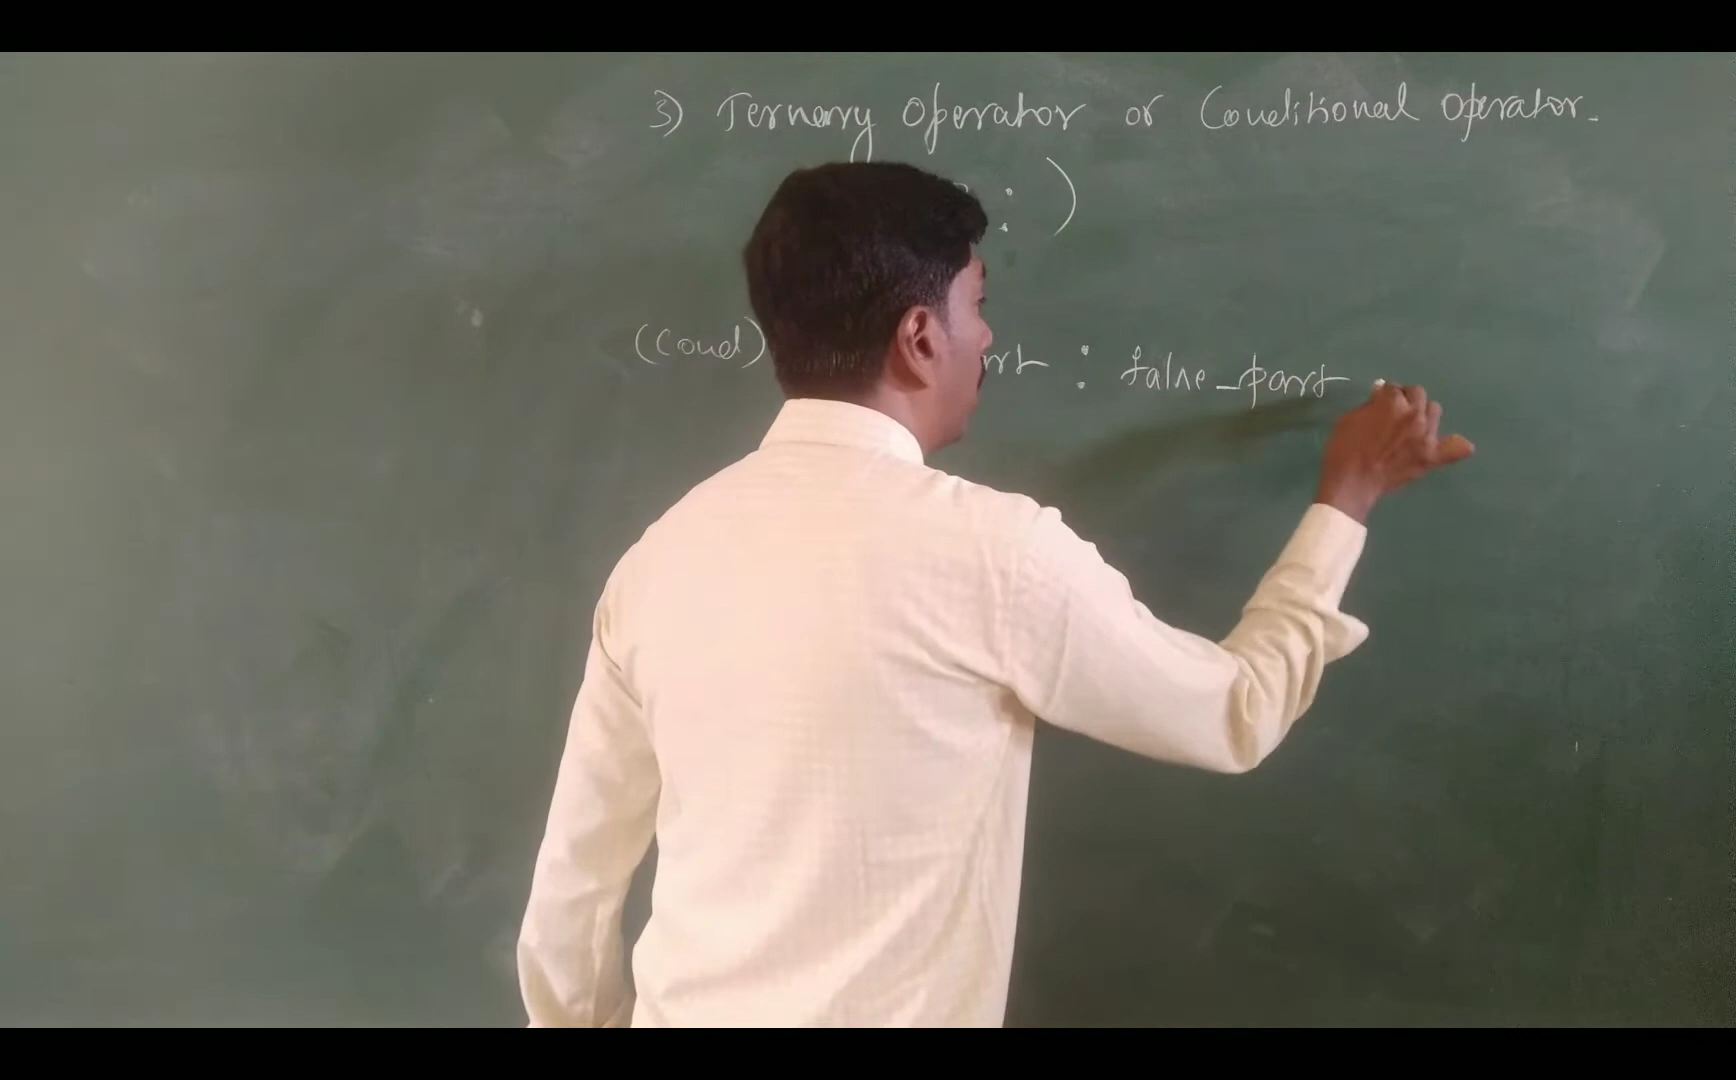 3) Ternary Operator or Conditional Operator.
: )
(Cond) : false_part